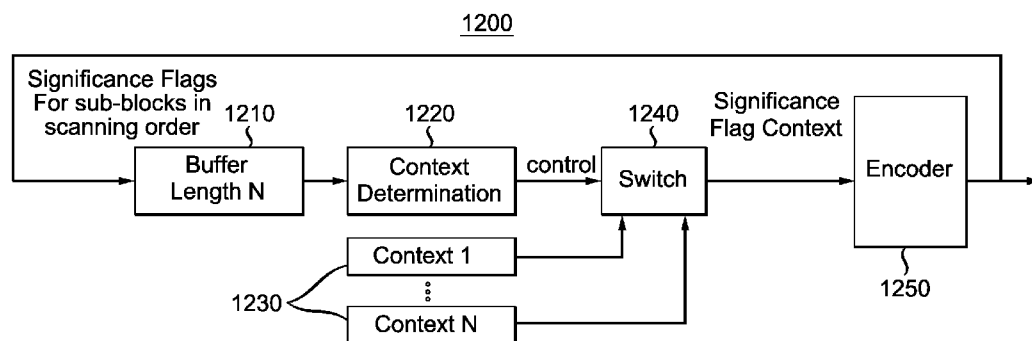 1200
Significance Flags
For sub-blocks in
scanning order
1210
Buffer
Length N
1220
Context
Determination
control
1240
Switch
Significance
Flag Context
Encoder
1250
Context 1
1230
Context N